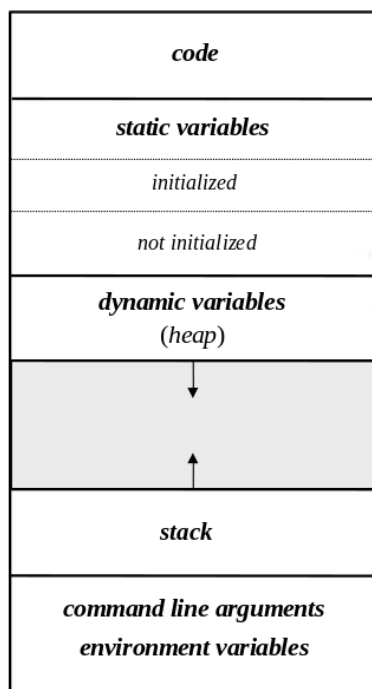 code
static variables
initialized
not initialized
dynamic variables
(heap)
stack
command line arguments
environment variables